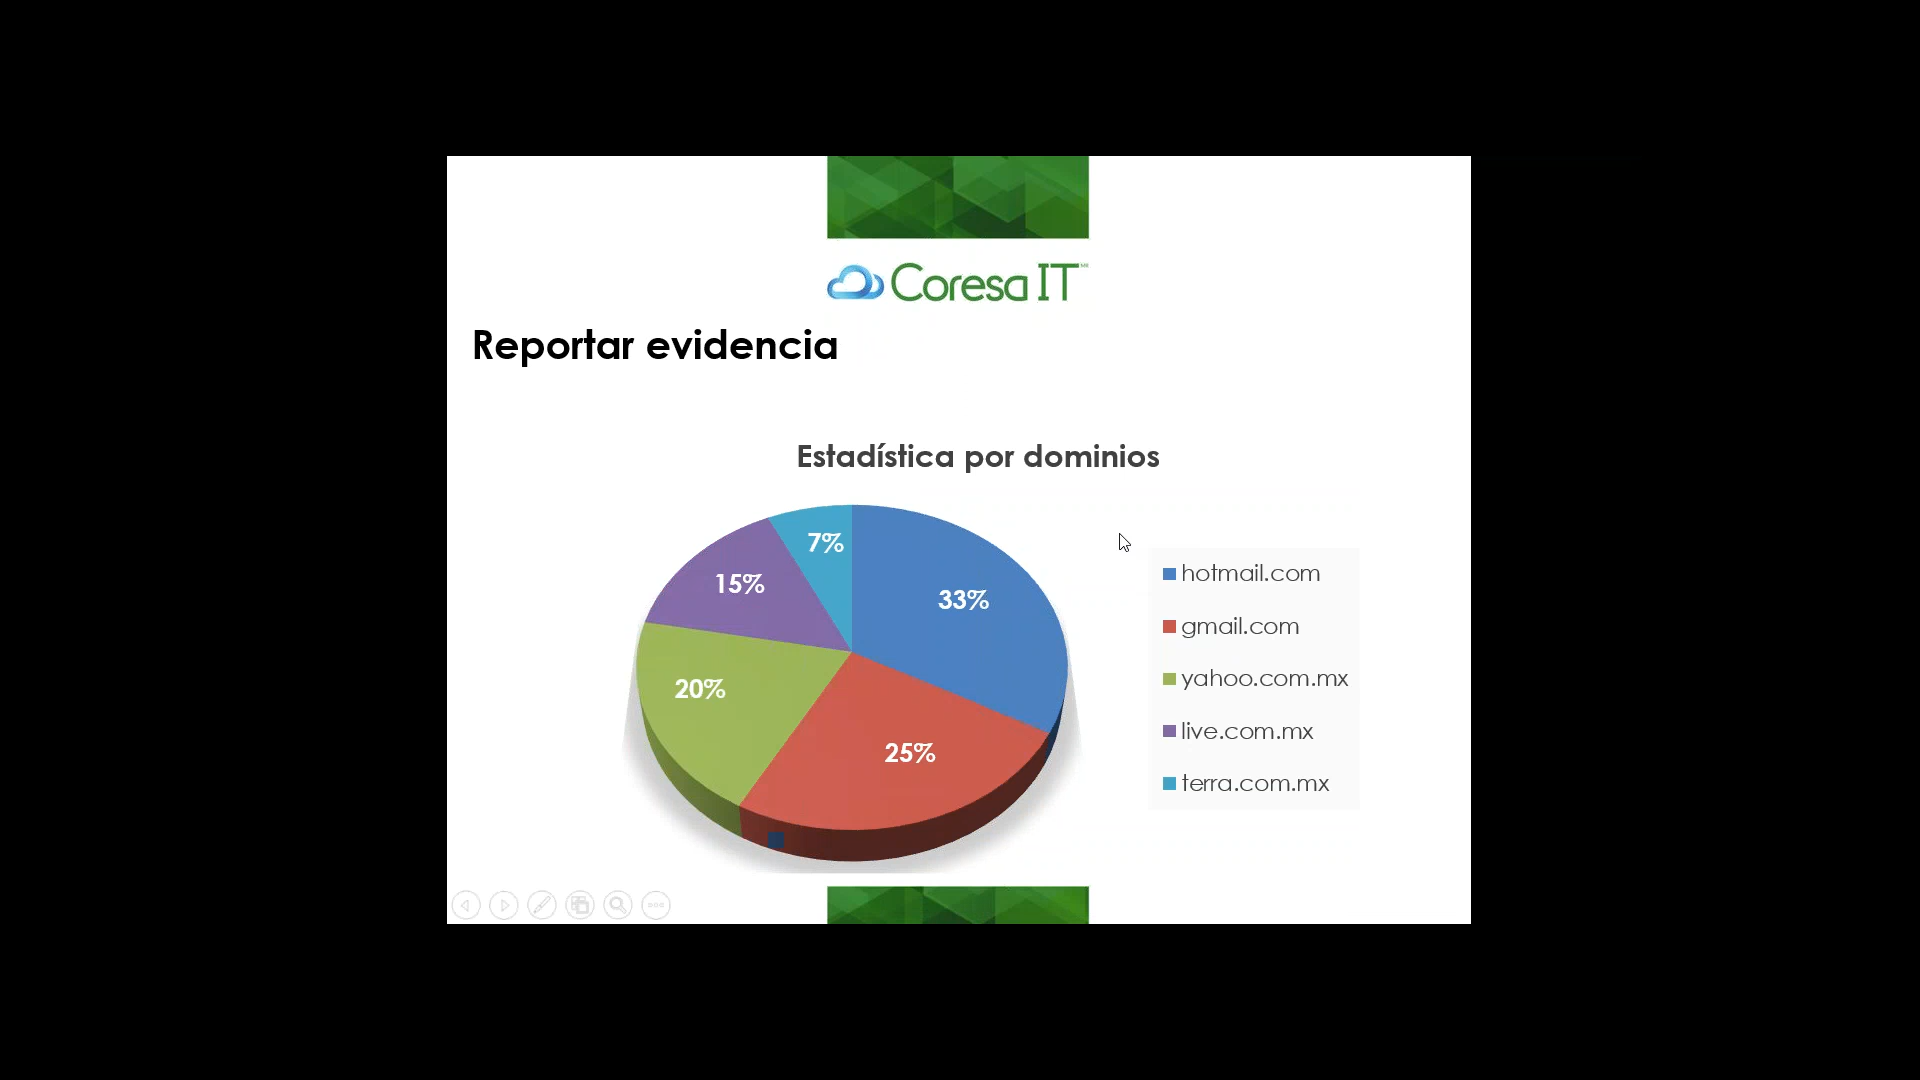 Coresa IT
Reportar evidencia
Estadística por dominios
7%
33%
15%
20%
25%
hotmail.com
gmail.com
yahoo.com.mx
live.com.mx
terra.com.mx